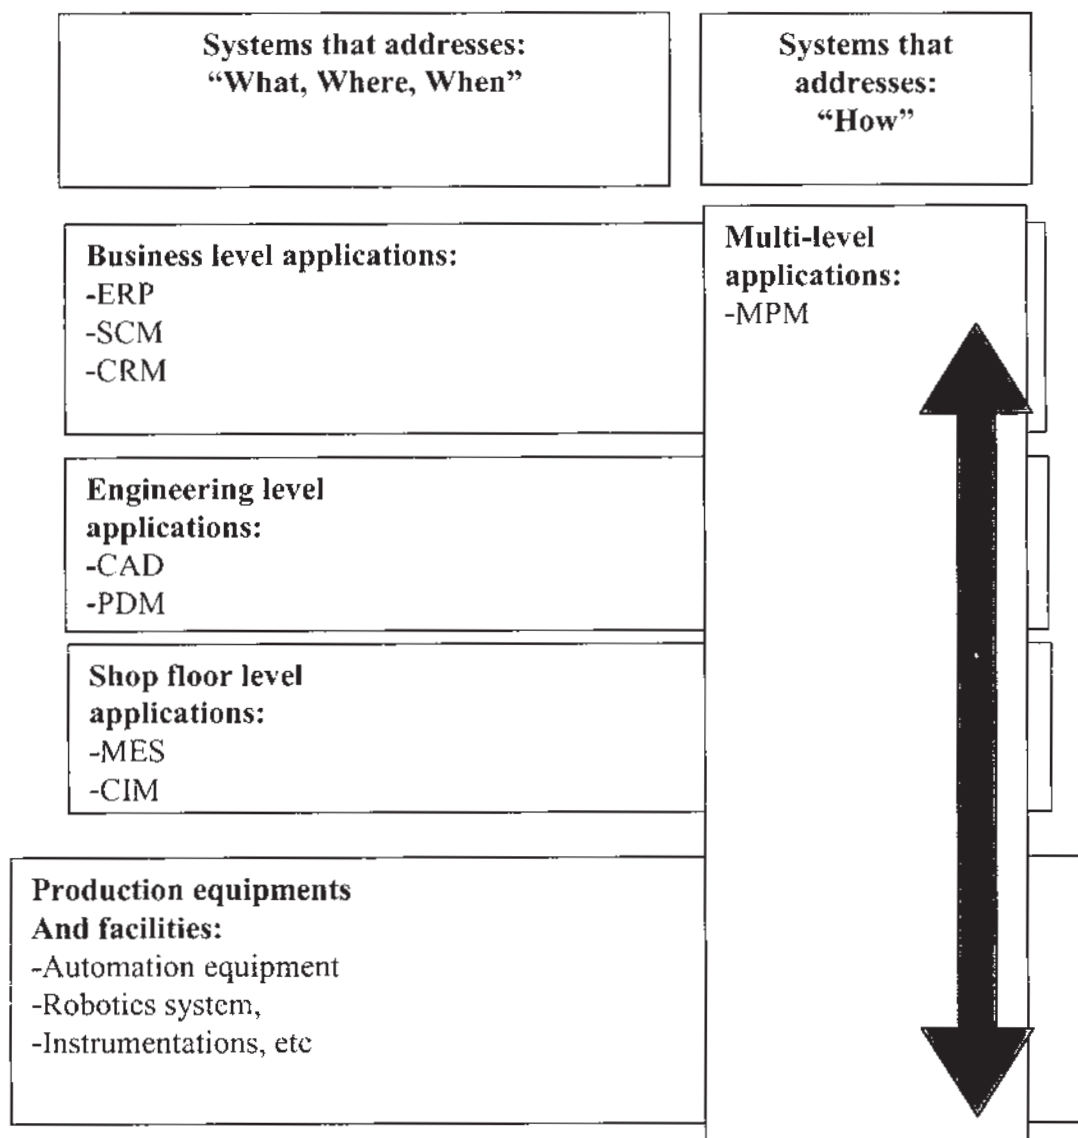 Systems that addresses:
“What, Where, When”
Systems that
addresses:
“How”
Business level applications:
-ERP
-SCM
-CRM
Multi-level
applications:
-MPM
Engineering level
applications:
-CAD
-PDM
Shop floor level
applications:
-MES
-CIM
Production equipments
And facilities:
-Automation equipment
-Robotics system,
-Instrumentations, etc